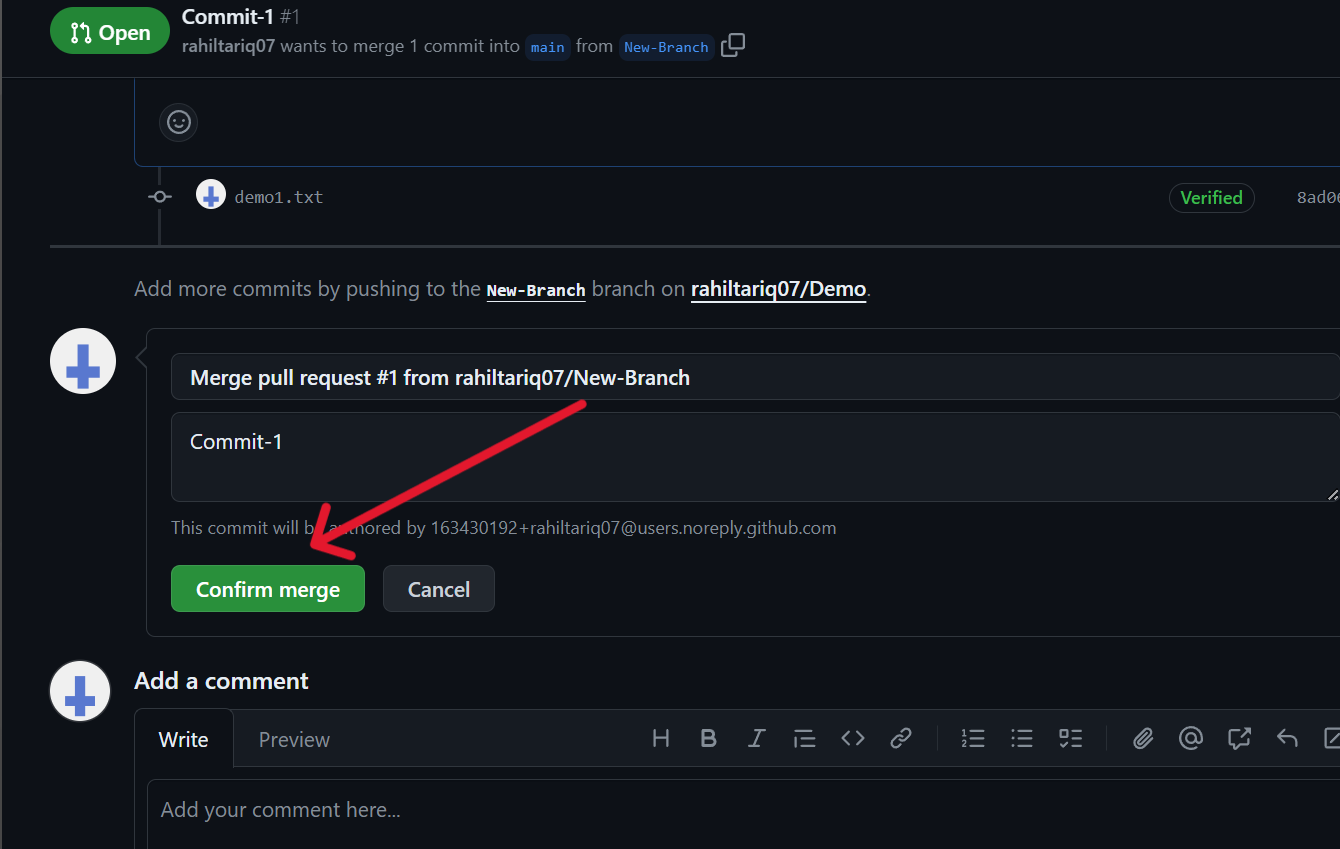 Open
Commit-1 #1
rahiltariq07 wants to merge 1 commit into main from New-Branch
demo1.txt Verified
Add more commits by pushing to the New-Branch branch on rahiltariq07/Demo.
Merge pull request #1 from rahiltariq07/New-Branch
Commit-1
This commit will be authored by 163430192+rahiltariq07@users.noreply.github.com
Confirm merge Cancel
Add a comment
Write Preview
Add your comment here...